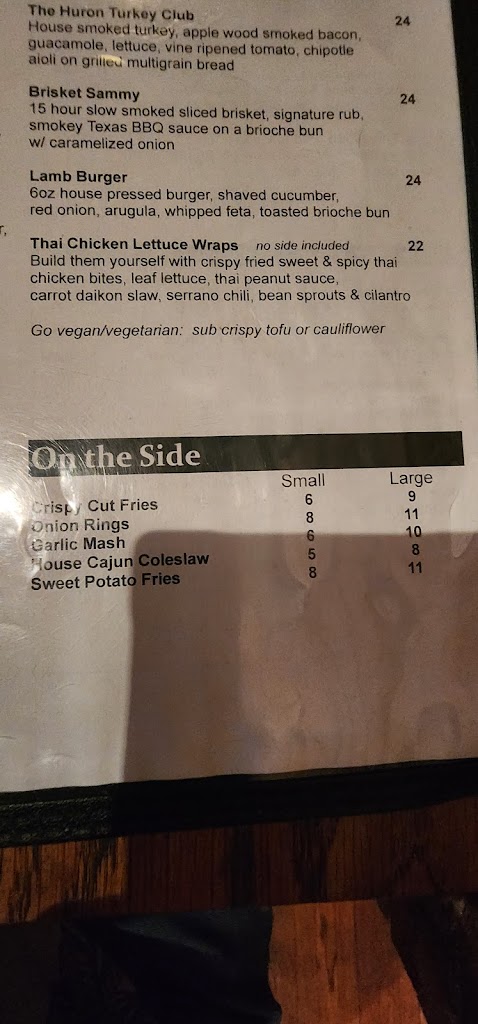 The Huron Turkey Club 24
House smoked turkey, apple wood smoked bacon,
guacamole, lettuce, vine ripened tomato, chipotle
aioli on grilled multigrain bread
Brisket Sammy 24
15 hour slow smoked sliced brisket, signature rub,
smokey Texas BBQ sauce on a brioche bun
w/ caramelized onion
Lamb Burger 24
6oz house pressed burger, shaved cucumber,
red onion, arugula, whipped feta, toasted brioche bun
r,
Thai Chicken Lettuce Wraps no side included 22
Build them yourself with crispy fried sweet & spicy thai
chicken bites, leaf lettuce, thai peanut sauce,
carrot daikon slaw, serrano chili, bean sprouts & cilantro
Go vegan/vegetarian: sub crispy tofu or cauliflower
On the Side
Small Large
Crispy Cut Fries 6 9
Onion Rings 8 11
Garlic Mash 6 10
House Cajun Coleslaw 5 8
Sweet Potato Fries 8 11